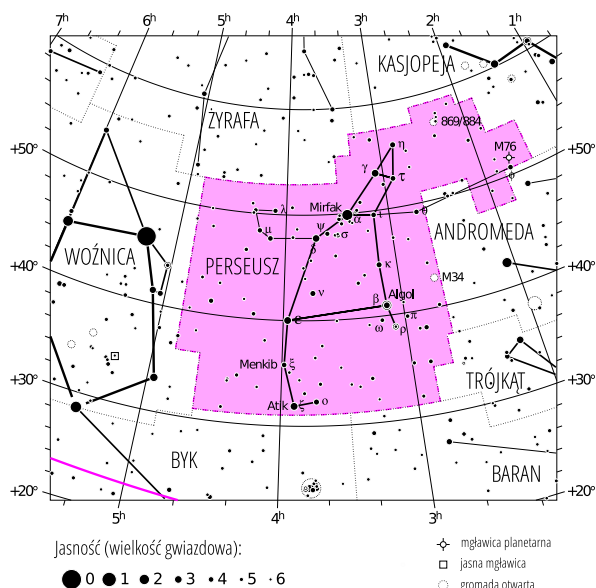 7h 6h 5h 4h 3h 2h 1h
KASJOPEJA
ŻYRAFA
869/884
+50° M76 +50°
η
γ
τ
φ
λ Mirfak α ι θ
μ ψ σ ANDROMEDA
δ
WOŹNICA PERSEUSZ κ
+40° M34 +40°
ν β Algol
ε ω π
ρ
Menkib ξ
+30° TRÓJKĄT +30°
Atik ζ ο
BYK BARAN
+20° +20°
5h 4h 3h
Jasność (wielkość gwiazdowa):
0 1 2 3 4 5 6
mgławica planetarna
jasna mgławica
gromada otwarta